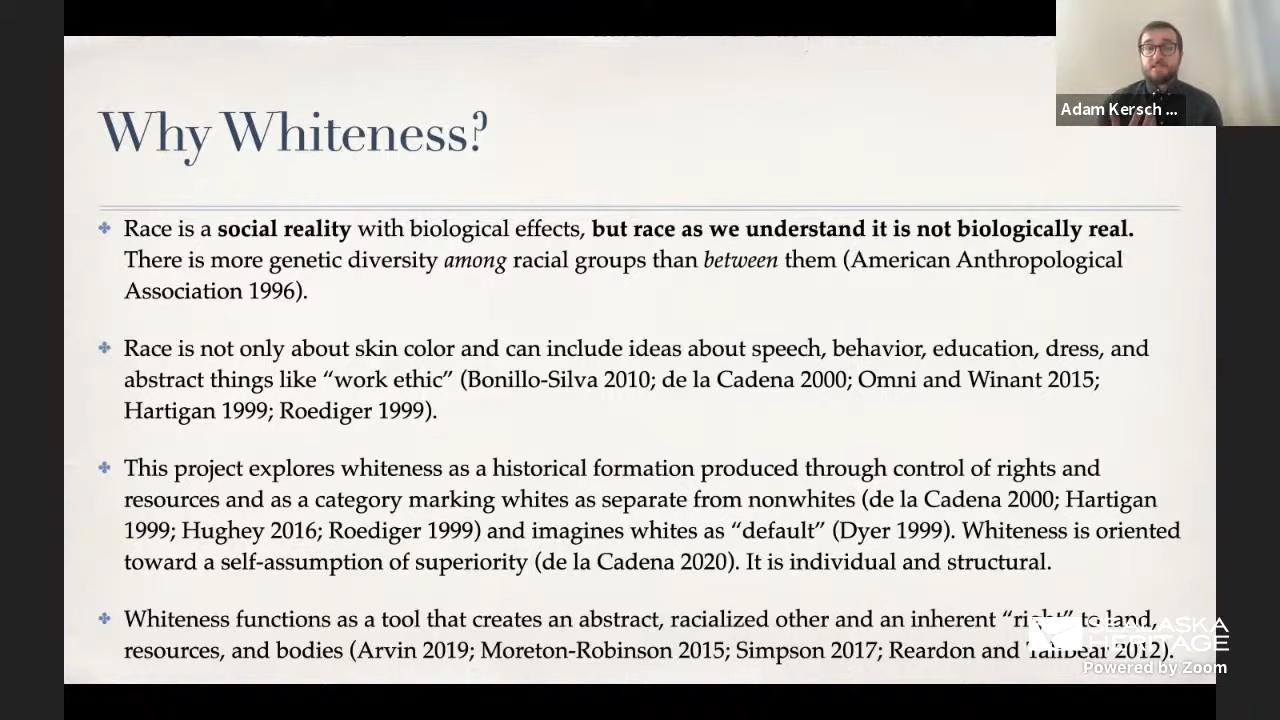 Adam Kersch ...
Why Whiteness?
Race is a social reality with biological effects, but race as we understand it is not biologically real.
There is more genetic diversity among racial groups than between them (American Anthropological
Association 1996).
Race is not only about skin color and can include ideas about speech, behavior, education, dress, and
abstract things like “work ethic” (Bonillo-Silva 2010; de la Cadena 2000; Omni and Winant 2015;
Hartigan 1999; Roediger 1999).
This project explores whiteness as a historical formation produced through control of rights and
resources and as a category marking whites as separate from nonwhites (de la Cadena 2000; Hartigan
1999; Hughey 2016; Roediger 1999) and imagines whites as “default” (Dyer 1999). Whiteness is oriented
toward a self-assumption of superiority (de la Cadena 2020). It is individual and structural.
Whiteness functions as a tool that creates an abstract, racialized other and an inherent “right” to land,
resources, and bodies (Arvin 2019; Moreton-Robinson 2015; Simpson 2017; Reardon and Tallbear 2012).
SEALASKA
HERITAGE
Powered by Zoom